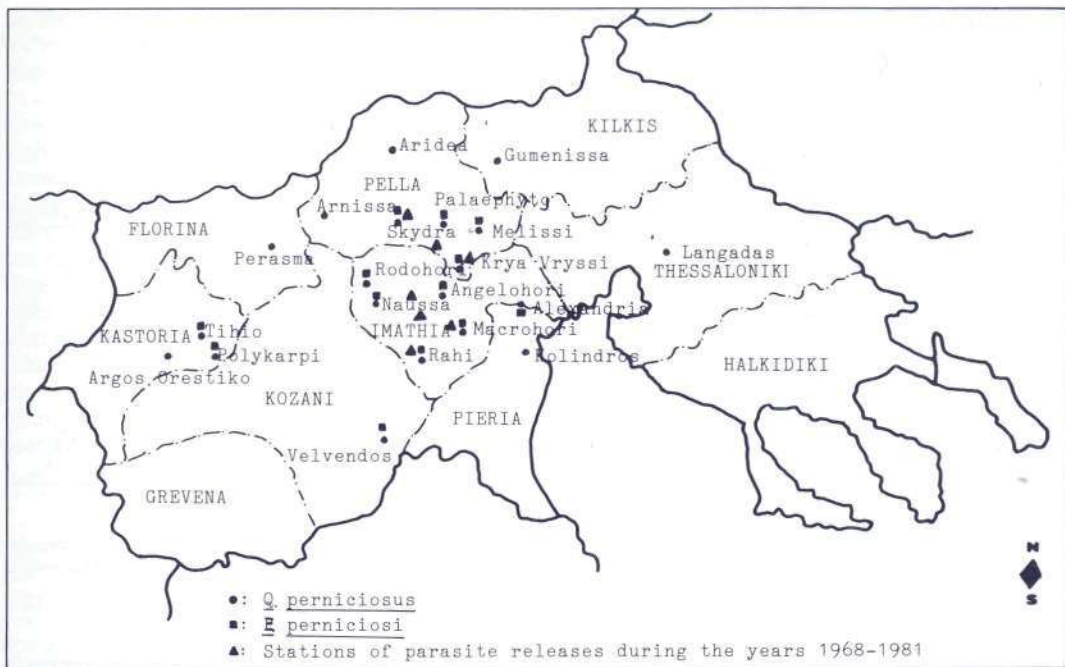 KILKIS
Aridea
Gumenissa
PELLA
Palaephyto
Arnissa
FLORINA
Skydra
Melissi
Perasma
Langadas
Krya Vryssi
THESSALONIKI
Rodohori
Angelohori
Naussa
Alexandria
IMATHIA
Macrohori
Tihio
KASTORIA
Polykarpi
Rahi
Kolindros
HALKIDIKI
Argos Orestiko
KOZANI
PIERIA
Velvendos
GREVENA
N
S
●: Q perniciosus
■: E perniciosi
▲: Stations of parasite releases during the years 1968-1981